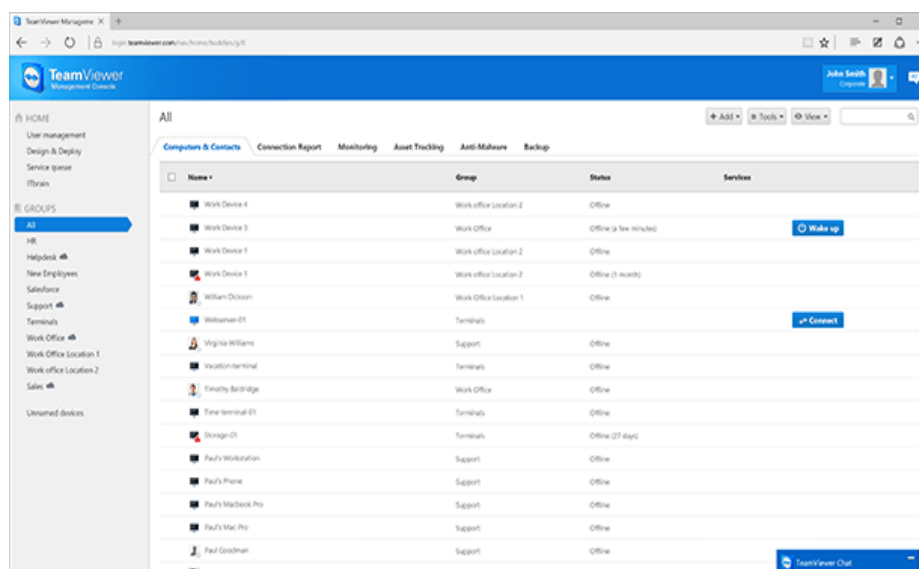 TeamViewer Manageme
login.teamviewer.com/nav/home/buddies/g/0
TeamViewer
Management Console
John Smith
Corporate
HOME
User management
Design & Deploy
Service queue
ITbrain
GROUPS
All
HR
Helpdesk
New Employees
Salesforce
Support
Terminals
Work Office
Work Office Location 1
Work office Location 2
Sales
Unnamed devices
All
Add
Tools
View
Computers & Contacts Connection Report Monitoring Asset Tracking Anti-Malware Backup
Name Group Status Services
Work Device 4 Work office Location 2 Offline
Work Device 3 Work Office Offline (a few minutes) Wake up
Work Device 1 Work office Location 2 Offline
Work Device 1 Work office Location 2 Offline (1 month)
William Dickson Work Office Location 1 Offline
Webserver-01 Terminals Connect
Virginia Williams Support Offline
Vacation-terminal Terminals Offline
Timothy Baldridge Work Office Offline
Time-terminal-01 Terminals Offline
Storage-01 Terminals Offline (27 days)
Paul's Workstation Support Offline
Paul's Phone Support Offline
Paul's Macbook Pro Support Offline
Paul's Mac Pro Support Offline
Paul Goodman Support Offline
TeamViewer Chat